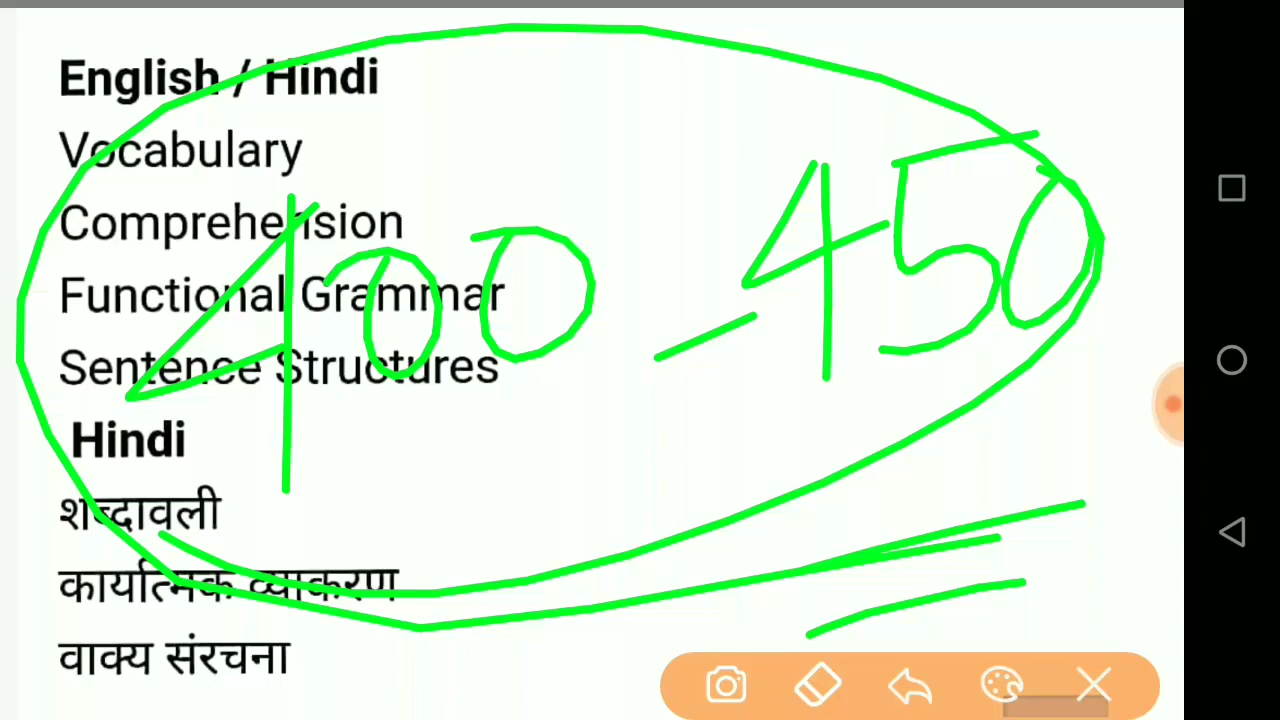 English / Hindi
Vocabulary
Comprehension
Functional Grammar
Sentence Structures
400 - 450
Hindi
शब्दावली
कार्यात्मक व्याकरण
वाक्य संरचना